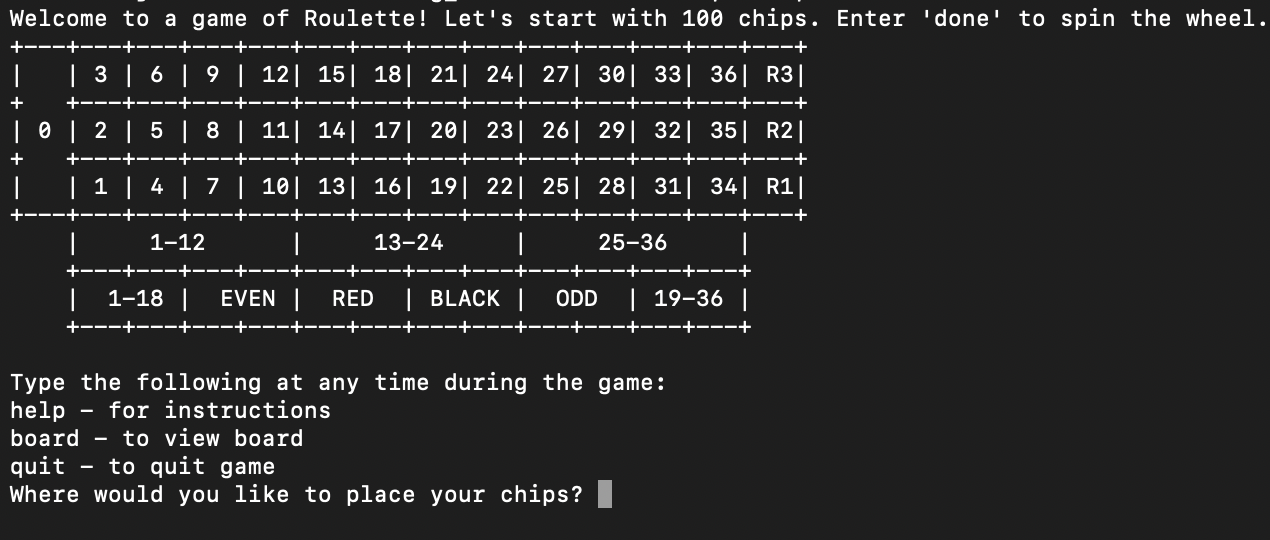 Welcome to a game of Roulette! Let's start with 100 chips. Enter 'done' to spin the wheel.
+---+---+---+---+---+---+---+---+---+---+---+---+---+---+
|   | 3 | 6 | 9 | 12| 15| 18| 21| 24| 27| 30| 33| 36| R3|
+   +---+---+---+---+---+---+---+---+---+---+---+---+---+
| 0 | 2 | 5 | 8 | 11| 14| 17| 20| 23| 26| 29| 32| 35| R2|
+   +---+---+---+---+---+---+---+---+---+---+---+---+---+
|   | 1 | 4 | 7 | 10| 13| 16| 19| 22| 25| 28| 31| 34| R1|
+---+---+---+---+---+---+---+---+---+---+---+---+---+---+
    |     1-12      |     13-24     |     25-36     |
    +---+---+---+---+---+---+---+---+---+---+---+---+
    |  1-18 |  EVEN |  RED  | BLACK |  ODD  | 19-36 |
    +---+---+---+---+---+---+---+---+---+---+---+---+

Type the following at any time during the game:
help - for instructions
board - to view board
quit - to quit game
Where would you like to place your chips?